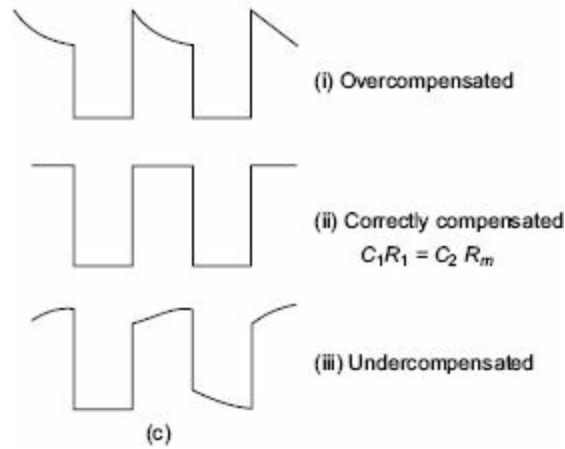 (i) Overcompensated
(ii) Correctly compensated
C₁R₁ = C₂ Rₘ
(iii) Undercompensated
(c)